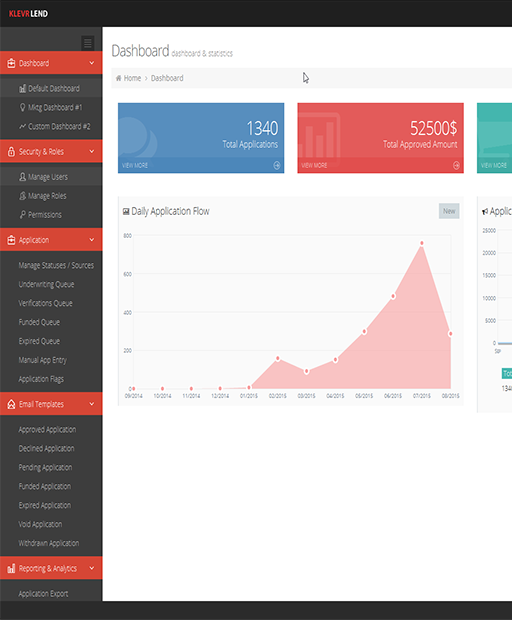 KLEVRLEND
Dashboard
Default Dashboard
Mktg Dashboard #1
Custom Dashboard #2
Security & Roles
Manage Users
Manage Roles
Permissions
Application
Manage Statuses / Sources
Underwriting Queue
Verifications Queue
Funded Queue
Expired Queue
Manual App Entry
Application Flags
Email Templates
Approved Application
Declined Application
Pending Application
Funded Application
Expired Application
Void Application
Withdrawn Application
Reporting & Analytics
Application Export
Dashboard dashboard & statistics
Home > Dashboard
1340
Total Applications
VIEW MORE
52500$
Total Approved Amount
VIEW MORE
VIEW MORE
Daily Application Flow
New
800
600
400
200
0
09/2014 10/2014 11/2014 12/2014 01/2015 02/2015 03/2015 04/2015 05/2015 06/2015 07/2015 08/2015
Applic
25000
20000
15000
10000
5000
0
134